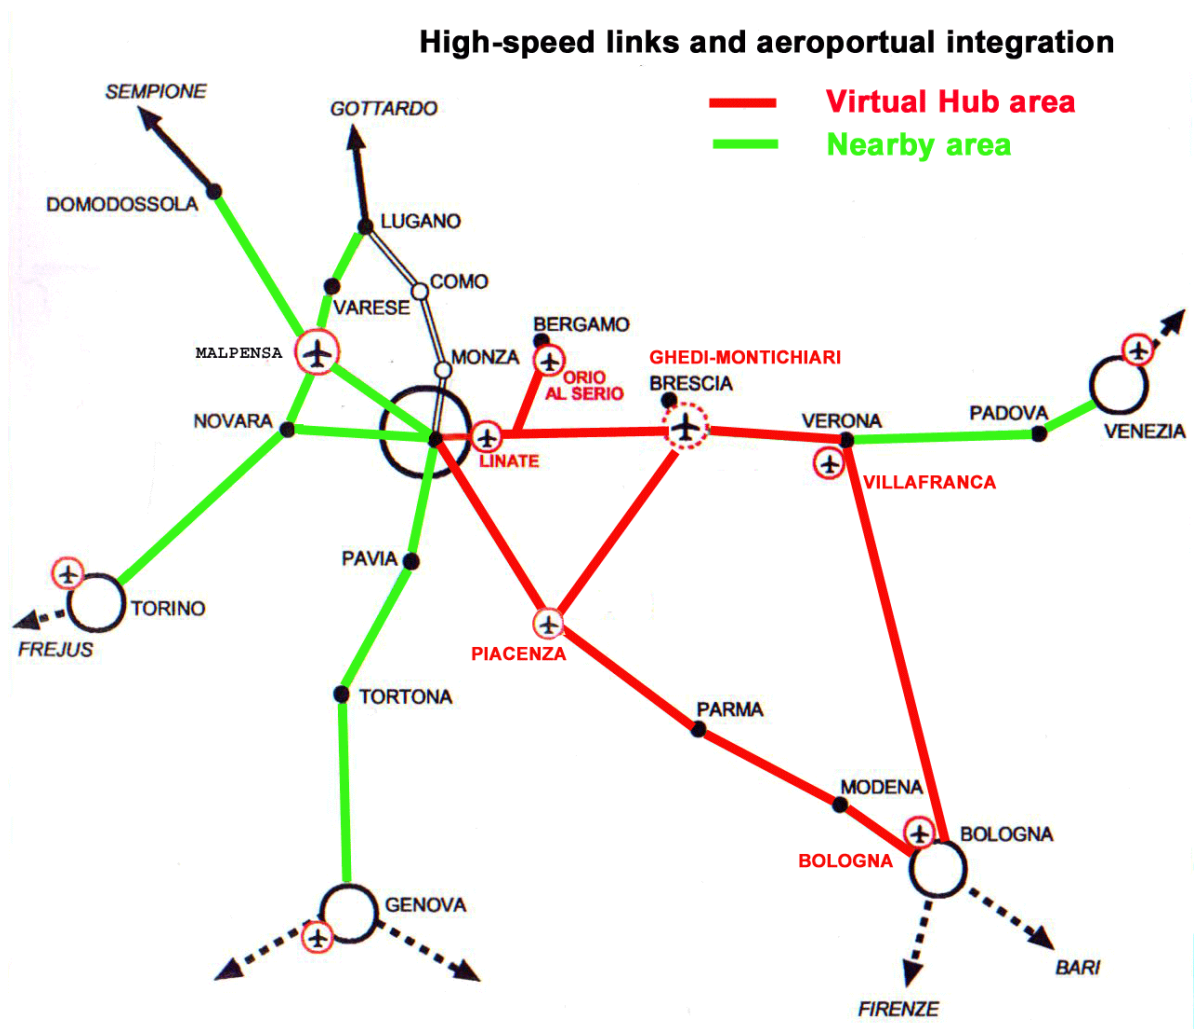 High-speed links and aeroportual integration
Virtual Hub area
Nearby area
SEMPIONE
GOTTARDO
DOMODOSSOLA
LUGANO
COMO
VARESE
BERGAMO
MALPENSA
MONZA
GHEDI-MONTICHIARI
ORIO
AL SERIO
BRESCIA
NOVARA
VERONA
PADOVA
VENEZIA
LINATE
VILLAFRANCA
PAVIA
TORINO
FREJUS
PIACENZA
TORTONA
PARMA
MODENA
BOLOGNA
BOLOGNA
GENOVA
BARI
FIRENZE